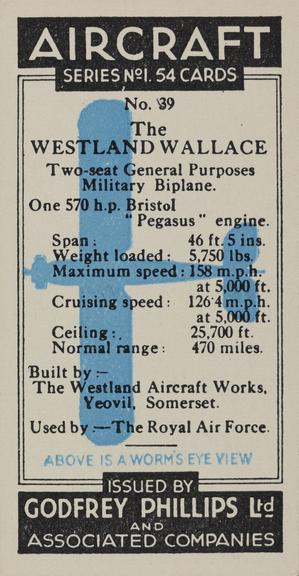 AIRCRAFT
SERIES No1. 54 CARDS
No. 39
The
WESTLAND WALLACE
Two-seat General Purposes
Military Biplane.
One 570 h.p. Bristol
"Pegasus" engine.
Span: 46 ft. 5 ins.
Weight loaded: 5,750 lbs.
Maximum speed: 158 m.p.h.
at 5,000 ft.
Cruising speed: 126·4 m.p.h.
at 5,000 ft.
Ceiling: 25,700 ft.
Normal range: 470 miles.
Built by :—
The Westland Aircraft Works,
Yeovil, Somerset.
Used by :—The Royal Air Force.
ABOVE IS A WORM'S EYE VIEW
ISSUED BY
GODFREY PHILLIPS Ltd
AND
ASSOCIATED COMPANIES